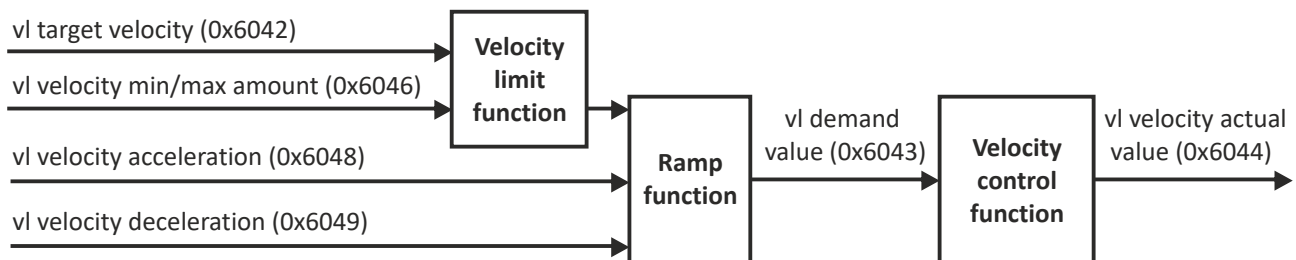 vl target velocity (0x6042)
vl velocity min/max amount (0x6046)
Velocity
limit
function
vl velocity acceleration (0x6048)
vl velocity deceleration (0x6049)
Ramp
function
vl demand
value (0x6043)
Velocity
control
function
vl velocity actual
value (0x6044)